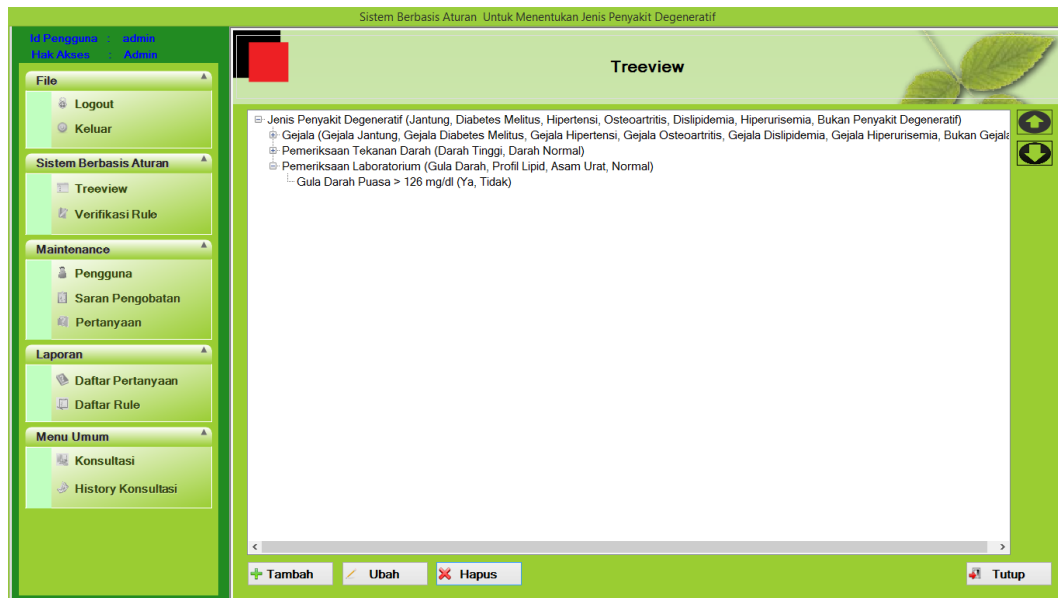 Sistem Berbasis Aturan Untuk Menentukan Jenis Penyakit Degeneratif
Id Pengguna : admin
Hak Akses : Admin
File
Logout
Keluar
Sistem Berbasis Aturan
Treeview
Verifikasi Rule
Maintenance
Pengguna
Saran Pengobatan
Pertanyaan
Laporan
Daftar Pertanyaan
Daftar Rule
Menu Umum
Konsultasi
History Konsultasi
Treeview
Jenis Penyakit Degeneratif (Jantung, Diabetes Melitus, Hipertensi, Osteoartritis, Dislipidemia, Hiperurisemia, Bukan Penyakit Degeneratif)
Gejala (Gejala Jantung, Gejala Diabetes Melitus, Gejala Hipertensi, Gejala Osteoartritis, Gejala Dislipidemia, Gejala Hiperurisemia, Bukan Gejala
Pemeriksaan Tekanan Darah (Darah Tinggi, Darah Normal)
Pemeriksaan Laboratorium (Gula Darah, Profil Lipid, Asam Urat, Normal)
Gula Darah Puasa > 126 mg/dl (Ya, Tidak)
Tambah
Ubah
Hapus
Tutup